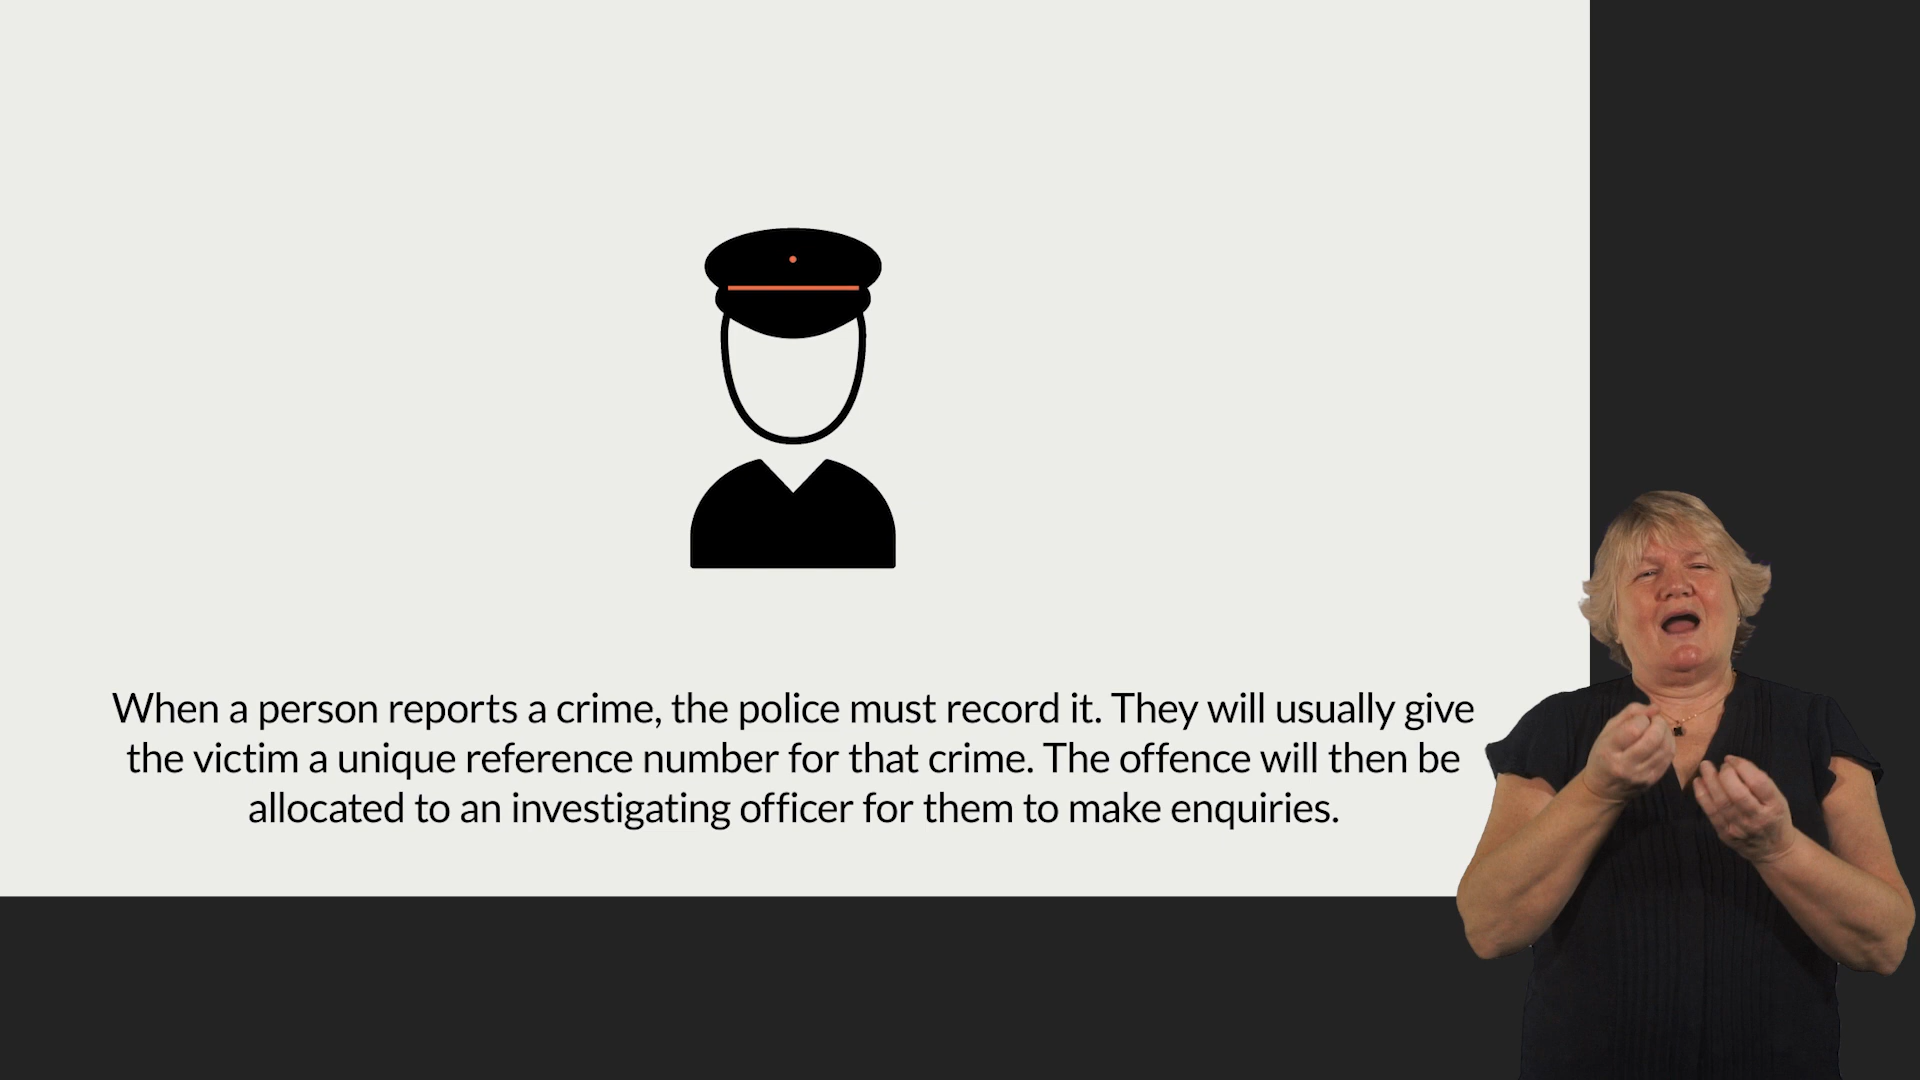 When a person reports a crime, the police must record it. They will usually give
the victim a unique reference number for that crime. The offence will then be
allocated to an investigating officer for them to make enquiries.